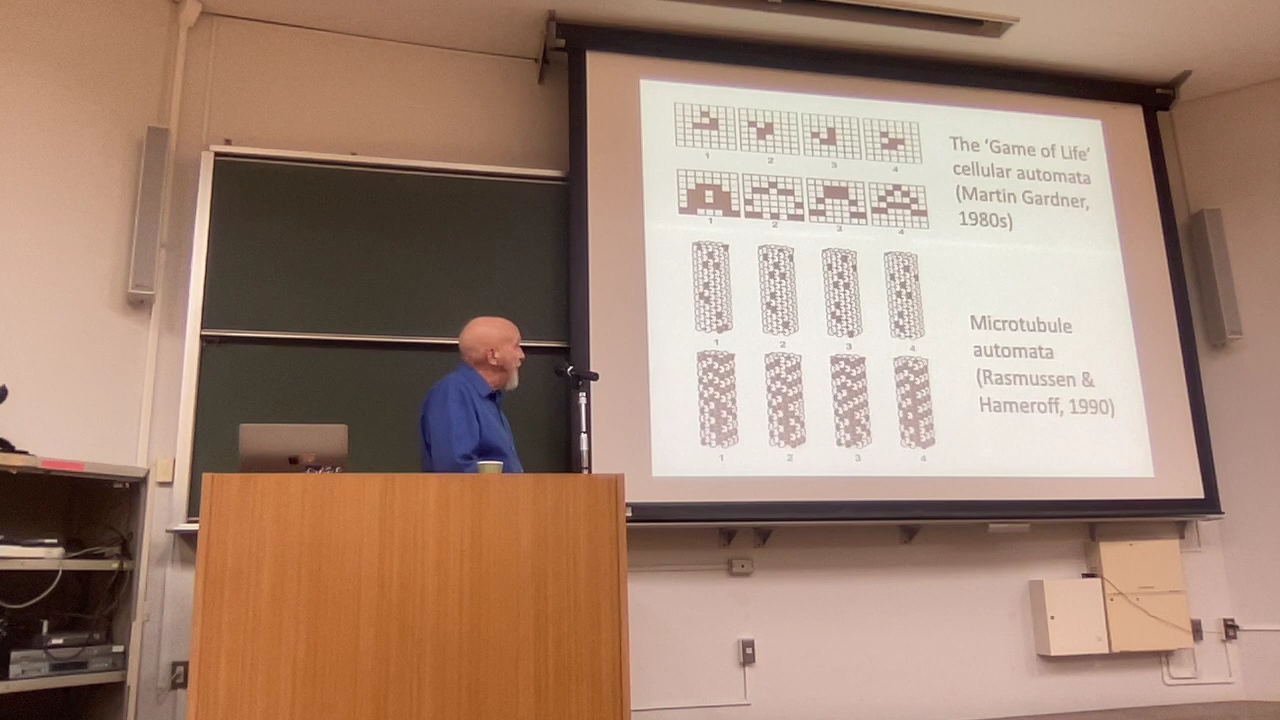 1 2 3 4
The ‘Game of Life’
cellular automata
(Martin Gardner,
1980s)
1 2 3 4
1 2 3 4
Microtubule
automata
(Rasmussen &
Hameroff, 1990)
1 2 3 4